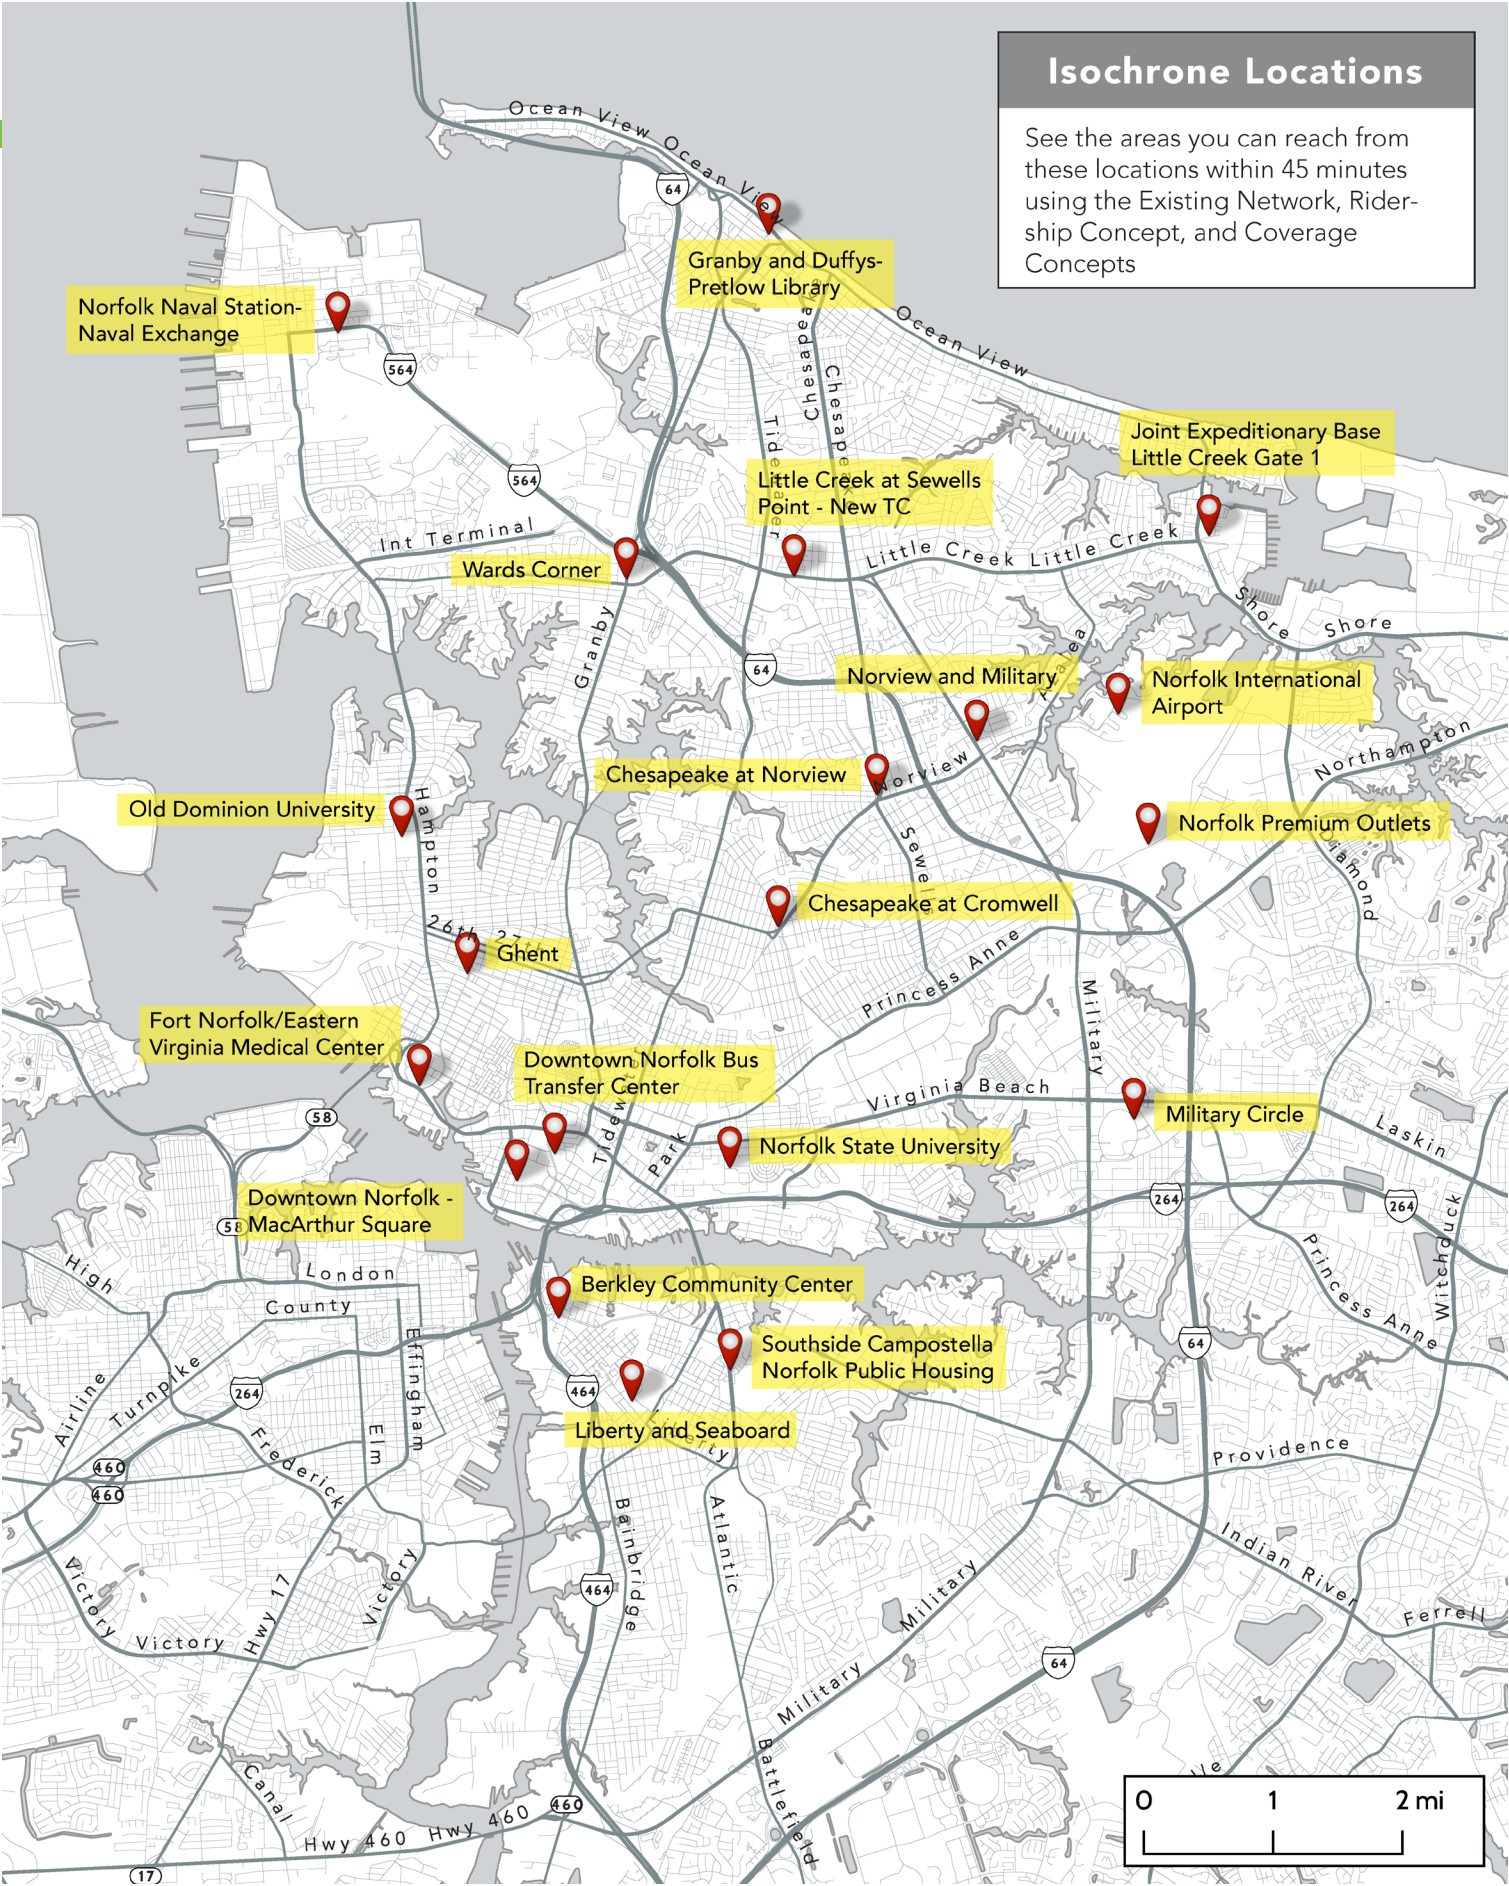 Isochrone Locations
See the areas you can reach from
these locations within 45 minutes
using the Existing Network, Rider-
ship Concept, and Coverage
Concepts
Ocean View
Ocean View
64
Granby and Duffys-
Pretlow Library
Norfolk Naval Station-
Naval Exchange
Ocean View
564
Chesapeake
Chesapeake
Tidewater
Joint Expeditionary Base
Little Creek Gate 1
564
Little Creek at Sewells
Point - New TC
Int Terminal
Wards Corner
Little Creek
Little Creek
Shore
Shore
Granby
64
Azalea
Norview and Military
Norfolk International
Airport
Northampton
Chesapeake at Norview
Norview
Old Dominion University
Hampton
Norfolk Premium Outlets
Diamond
Sewells
Chesapeake at Cromwell
26th
27th
Ghent
Princess Anne
Military
Fort Norfolk/Eastern
Virginia Medical Center
Downtown Norfolk Bus
Transfer Center
Tidewater
Park
58
Virginia Beach
Military Circle
Laskin
Norfolk State University
Downtown Norfolk -
MacArthur Square
58
264
264
Witchduck
High
London
County
Effingham
Berkley Community Center
Princess Anne
64
Southside Campostella
Norfolk Public Housing
Airline
Turnpike
264
464
Liberty and Seaboard
Liberty
Elm
Frederick
460
460
Providence
Bainbridge
Atlantic
Indian River
Victory
Victory
Hwy 17
Victory
464
Military
Ferrell
64
Military
Battlefield
Canal
460
Hwy 460
Hwy 460
17
0 1 2 mi